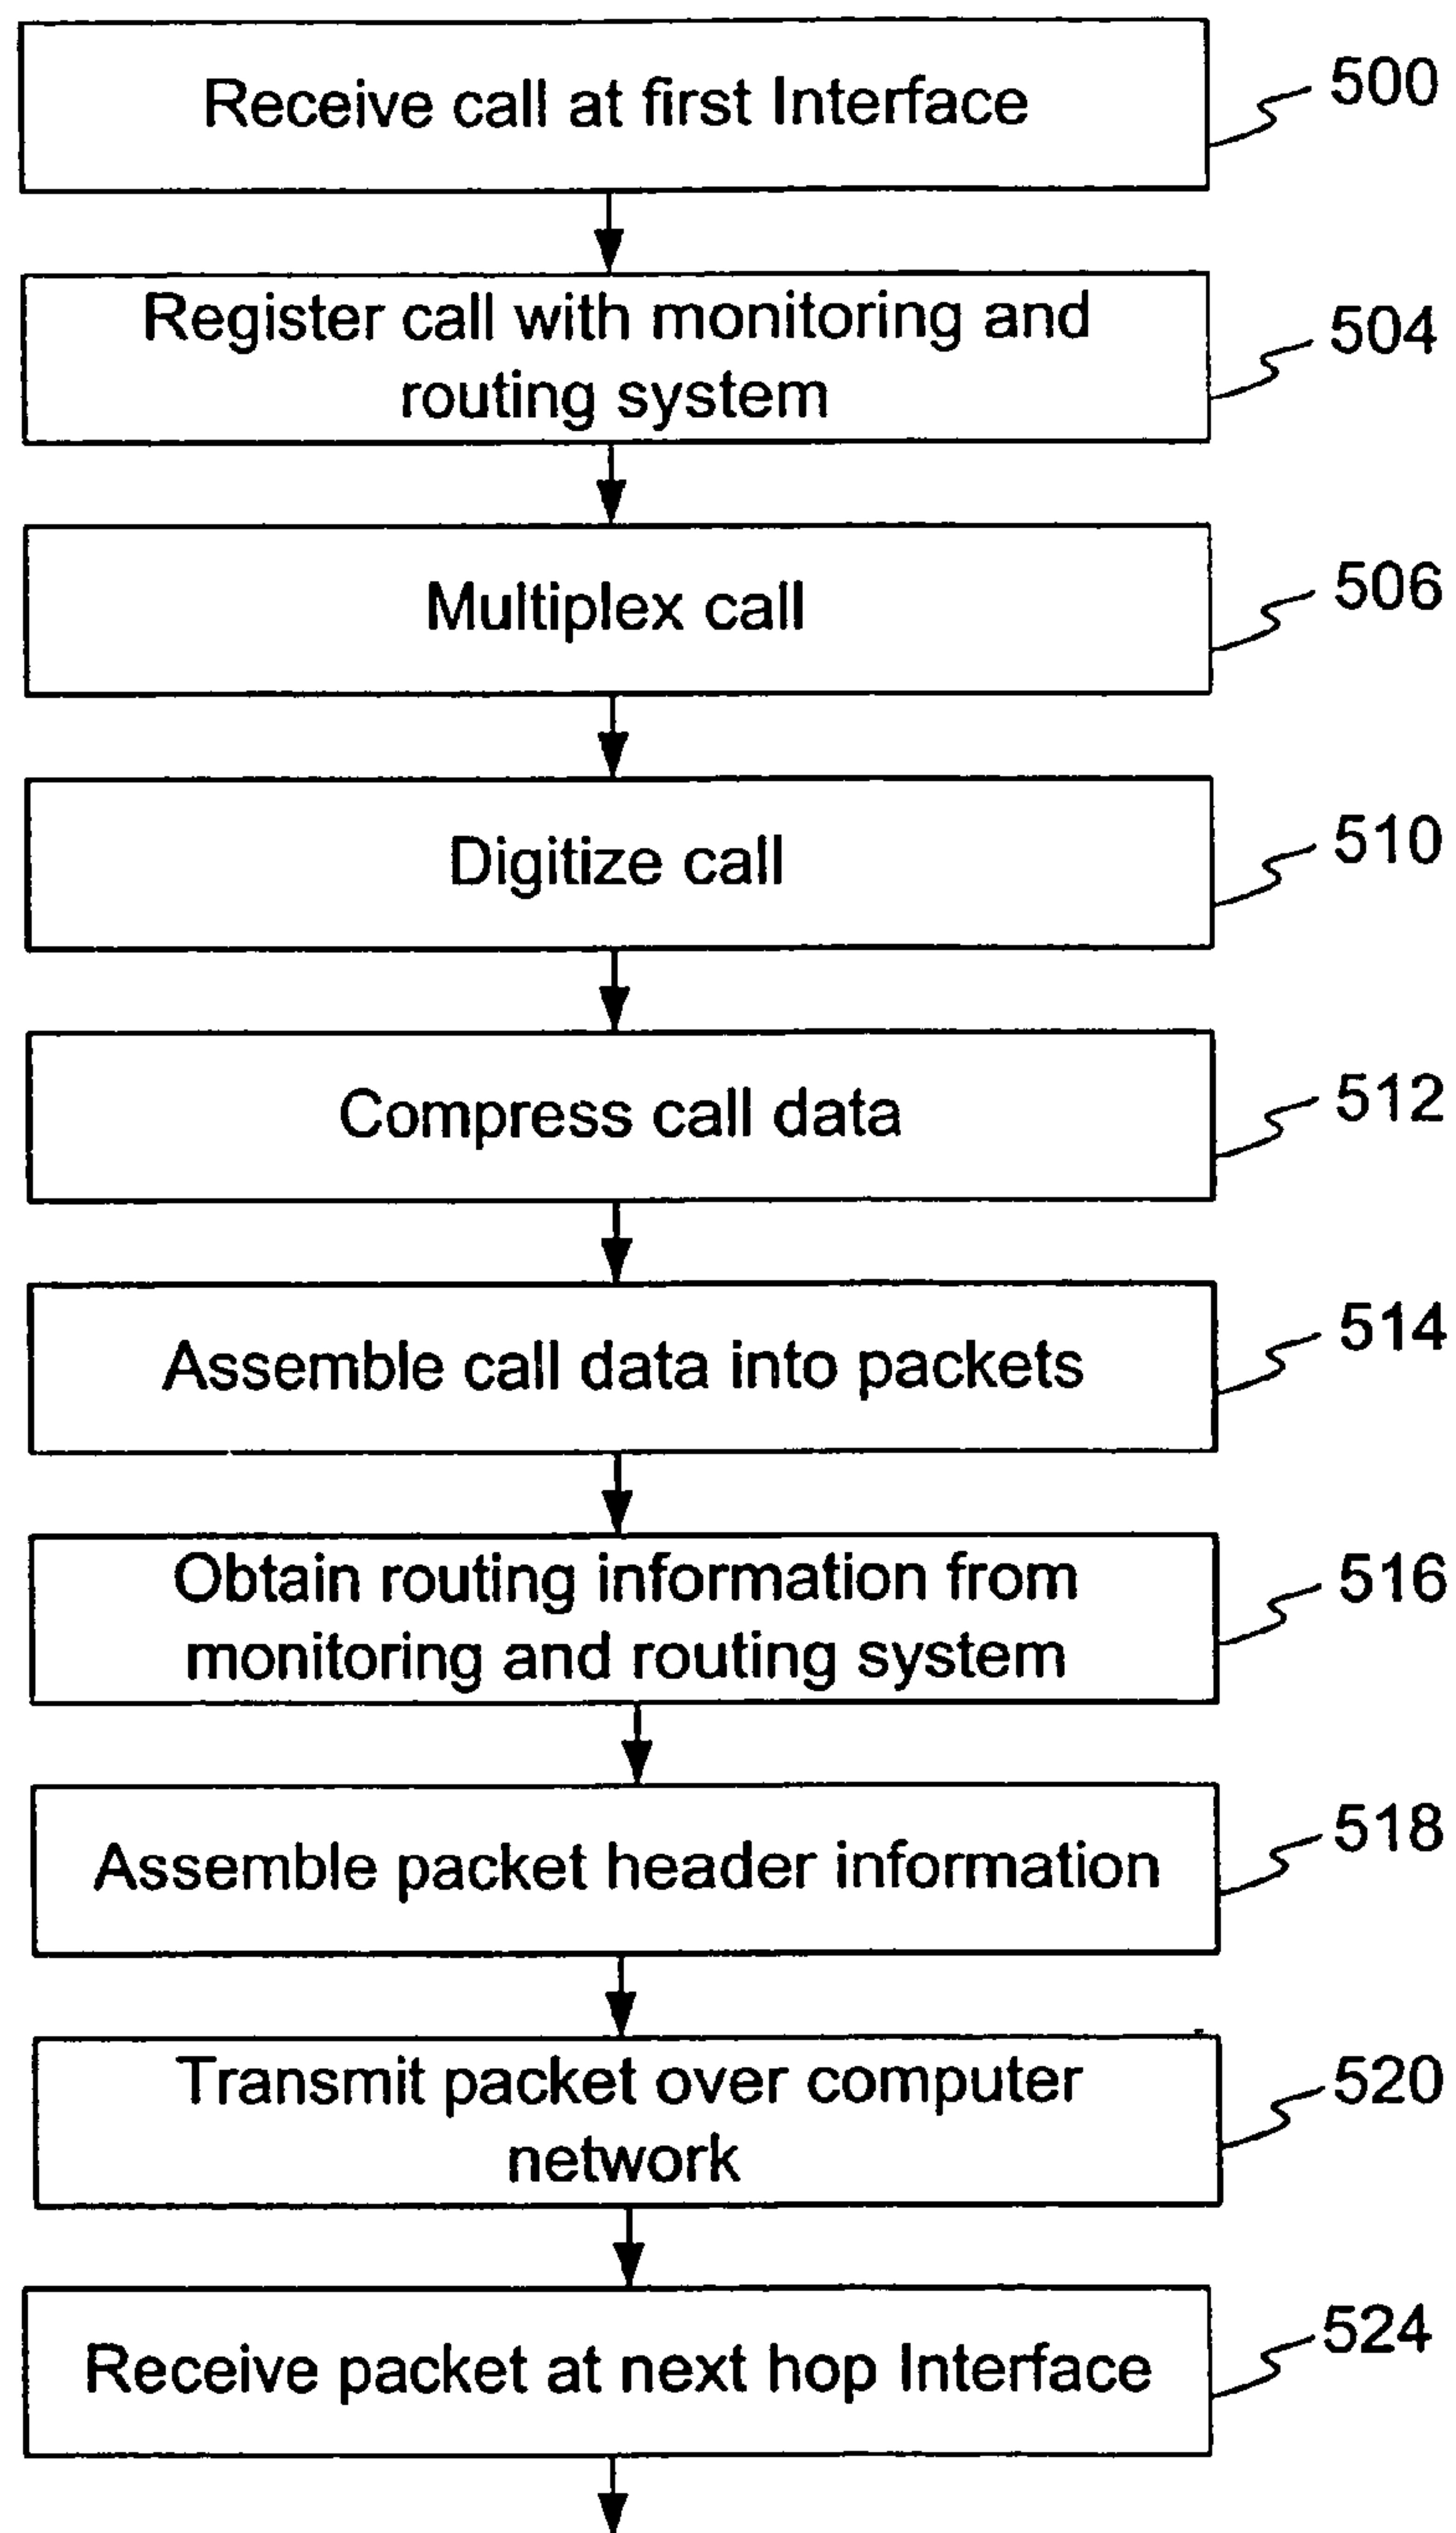 Receive call at first Interface
500
Register call with monitoring and
routing system
504
Multiplex call
506
Digitize call
510
Compress call data
512
Assemble call data into packets
514
Obtain routing information from
monitoring and routing system
516
Assemble packet header information
518
Transmit packet over computer
network
520
Receive packet at next hop Interface
524